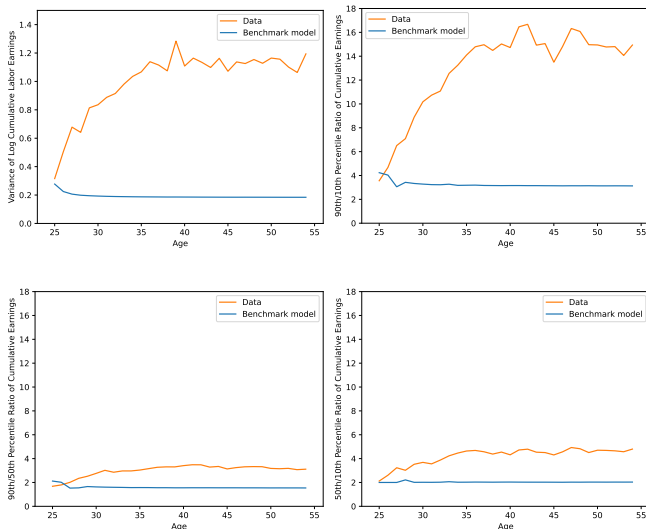 Variance of Log Cumulative Labor Earnings
1.4
1.2
1.0
0.8
0.6
0.4
0.2
0.0
25 30 35 40 45 50 55
Age
Data
Benchmark model
90th/10th Percentile Ratio of Cumulative Earnings
18
16
14
12
10
8
6
4
2
0
25 30 35 40 45 50 55
Age
Data
Benchmark model
90th/50th Percentile Ratio of Cumulative Earnings
18
16
14
12
10
8
6
4
2
0
25 30 35 40 45 50 55
Age
Data
Benchmark model
50th/10th Percentile Ratio of Cumulative Earnings
18
16
14
12
10
8
6
4
2
0
25 30 35 40 45 50 55
Age
Data
Benchmark model